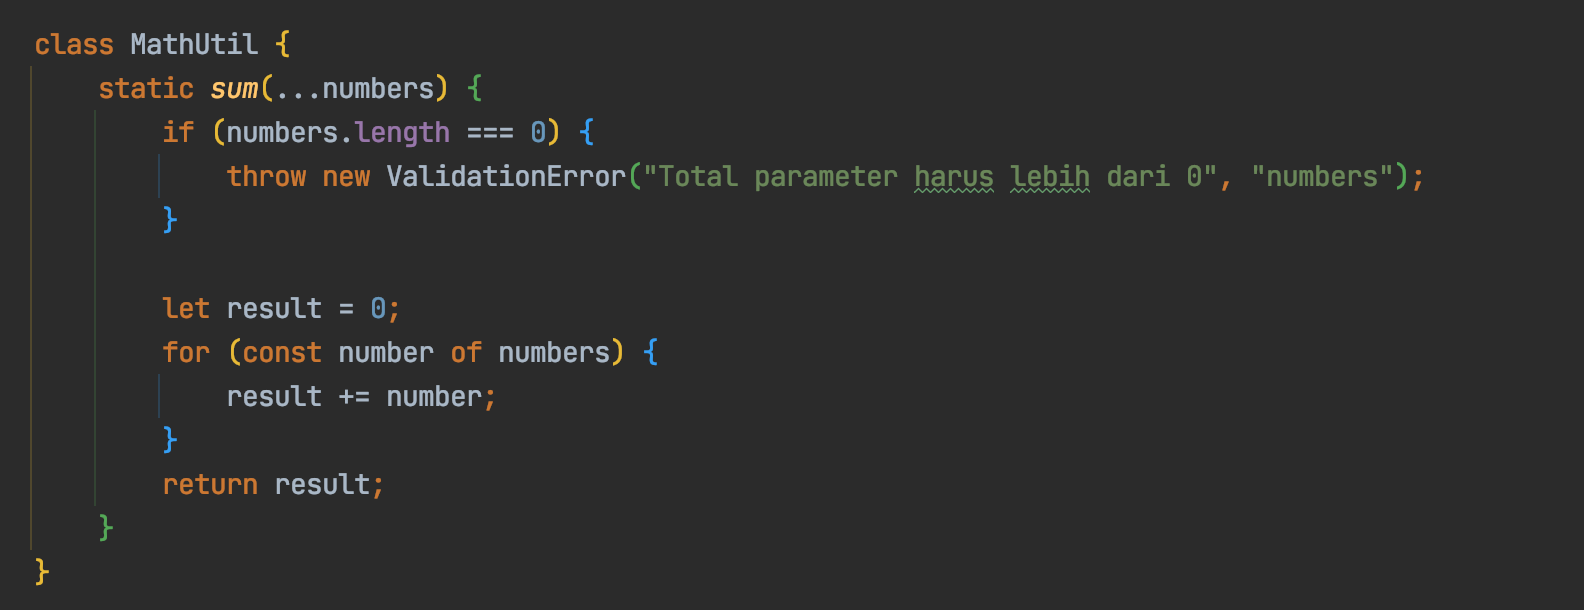 class MathUtil {
    static sum(...numbers) {
        if (numbers.length === 0) {
            throw new ValidationError("Total parameter harus lebih dari 0", "numbers");
        }

        let result = 0;
        for (const number of numbers) {
            result += number;
        }
        return result;
    }
}